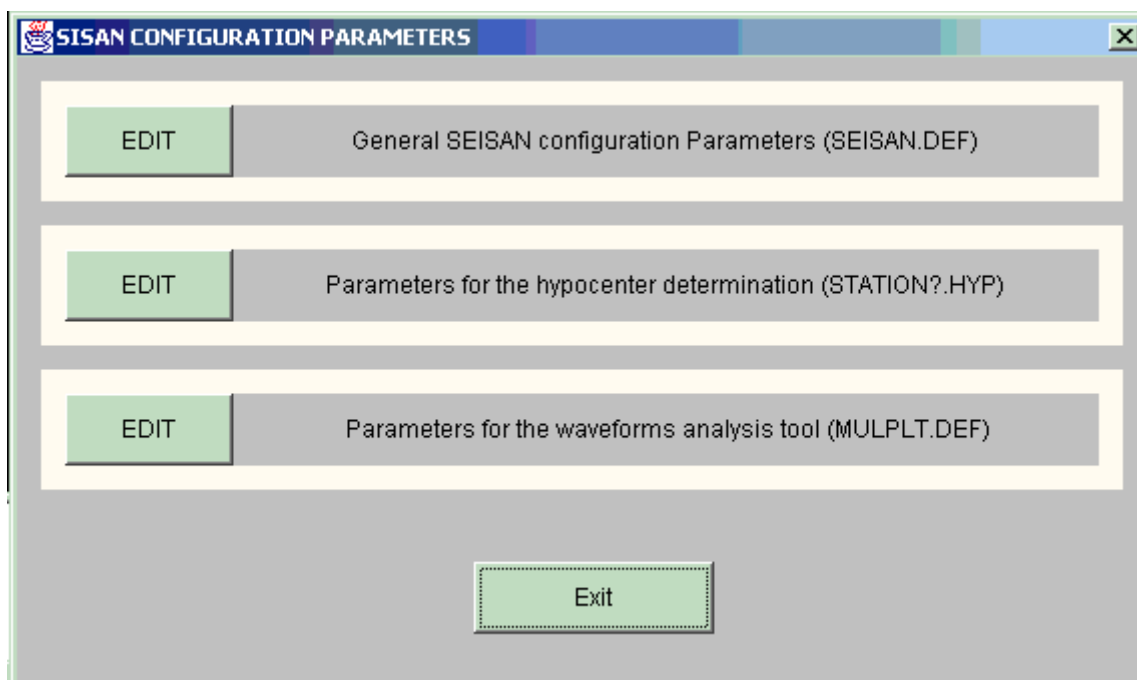 SISAN CONFIGURATION PARAMETERS
EDIT General SEISAN configuration Parameters (SEISAN.DEF)
EDIT Parameters for the hypocenter determination (STATION?.HYP)
EDIT Parameters for the waveforms analysis tool (MULPLT.DEF)
Exit